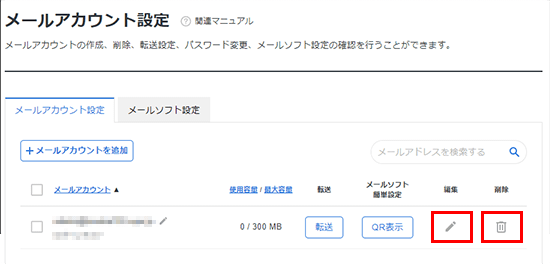 メールアカウント設定 ? 関連マニュアル
メールアカウントの作成、削除、転送設定、パスワード変更、メールソフト設定の確認を行うことができます。
メールアカウント設定 メールソフト設定
+メールアカウントを追加 メールアドレスを検索する
メールアカウント ▲ 使用容量 / 最大容量 転送 メールソフト 編集 削除
簡単設定
0 / 300 MB 転送 QR表示